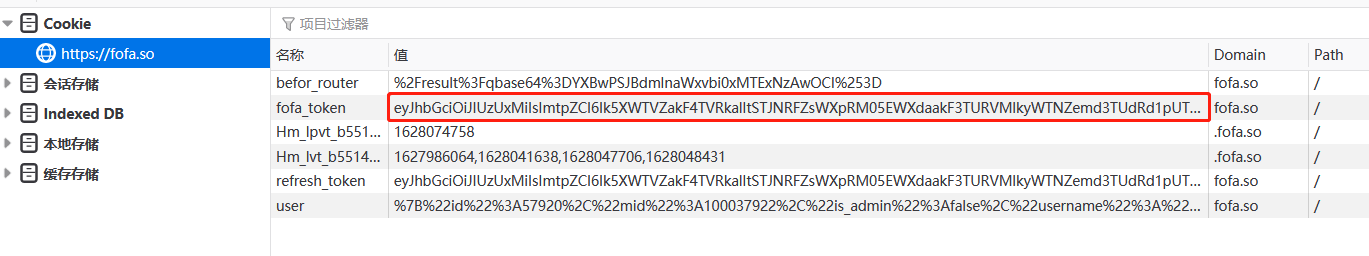 Cookie
项目过滤器
https://fofa.so
名称 值 Domain Path
befor_router %2Fresult%3Fqbase64%3DYXBwPSJBdmlnaWxvbi0xMTExNzAwOCI%253D fofa.so /
会话存储
fofa_token eyJhbGciOiJIUzUxMiIsImtpZCI6Ik5XWTVZakF4TVRkalltSTJNRFZsWXpRM05EWXdaakF3TURVMlkyWTNZemd3TUdRd1pUT... fofa.so /
Indexed DB
Hm_lpvt_b551... 1628074758 .fofa.so /
本地存储
Hm_lvt_b5514... 1627986064,1628041638,1628047706,1628048431 .fofa.so /
缓存存储
refresh_token eyJhbGciOiJIUzUxMiIsImtpZCI6Ik5XWTVZakF4TVRkalltSTJNRFZsWXpRM05EWXdaakF3TURVMlkyWTNZemd3TUdRd1pUT... fofa.so /
user %7B%22id%22%3A57920%2C%22mid%22%3A100037922%2C%22is_admin%22%3Afalse%2C%22username%22%3A%22... fofa.so /